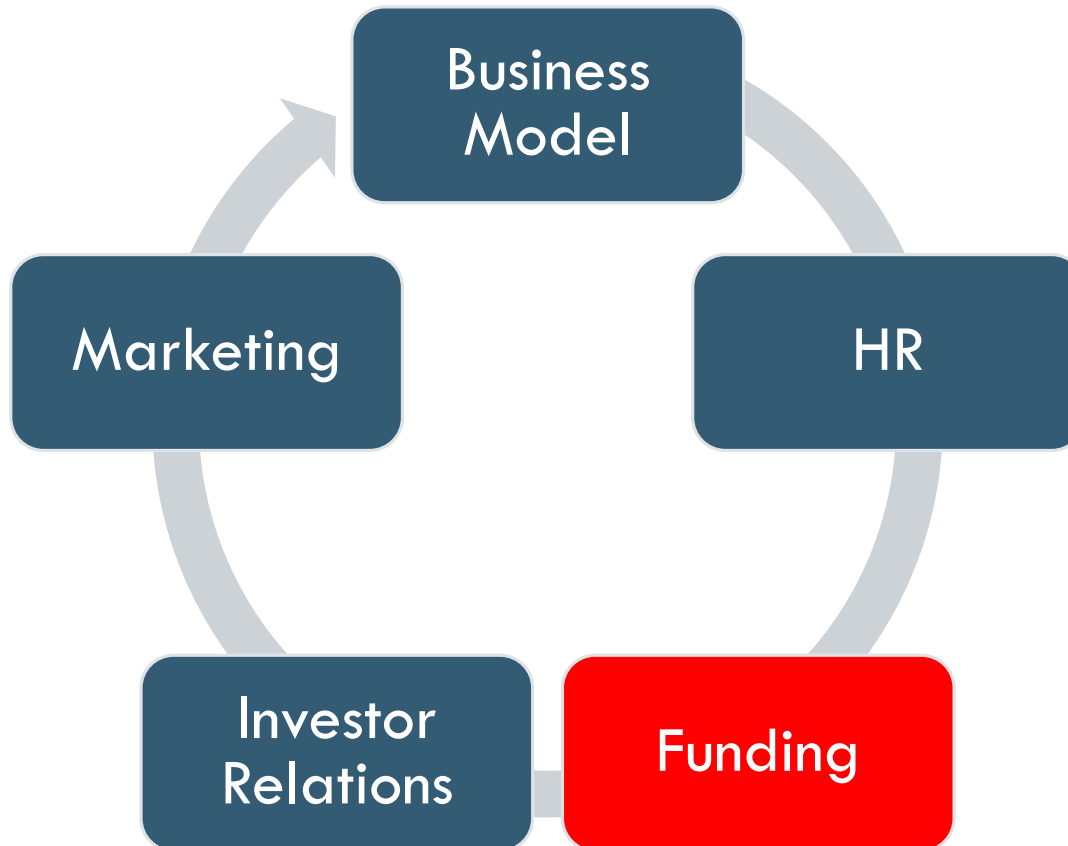 Business
Model
Marketing
HR
Investor
Relations
Funding